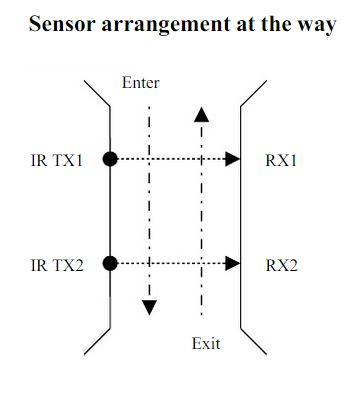 Sensor arrangement at the way
Enter
IR TX1
RX1
IR TX2
RX2
Exit